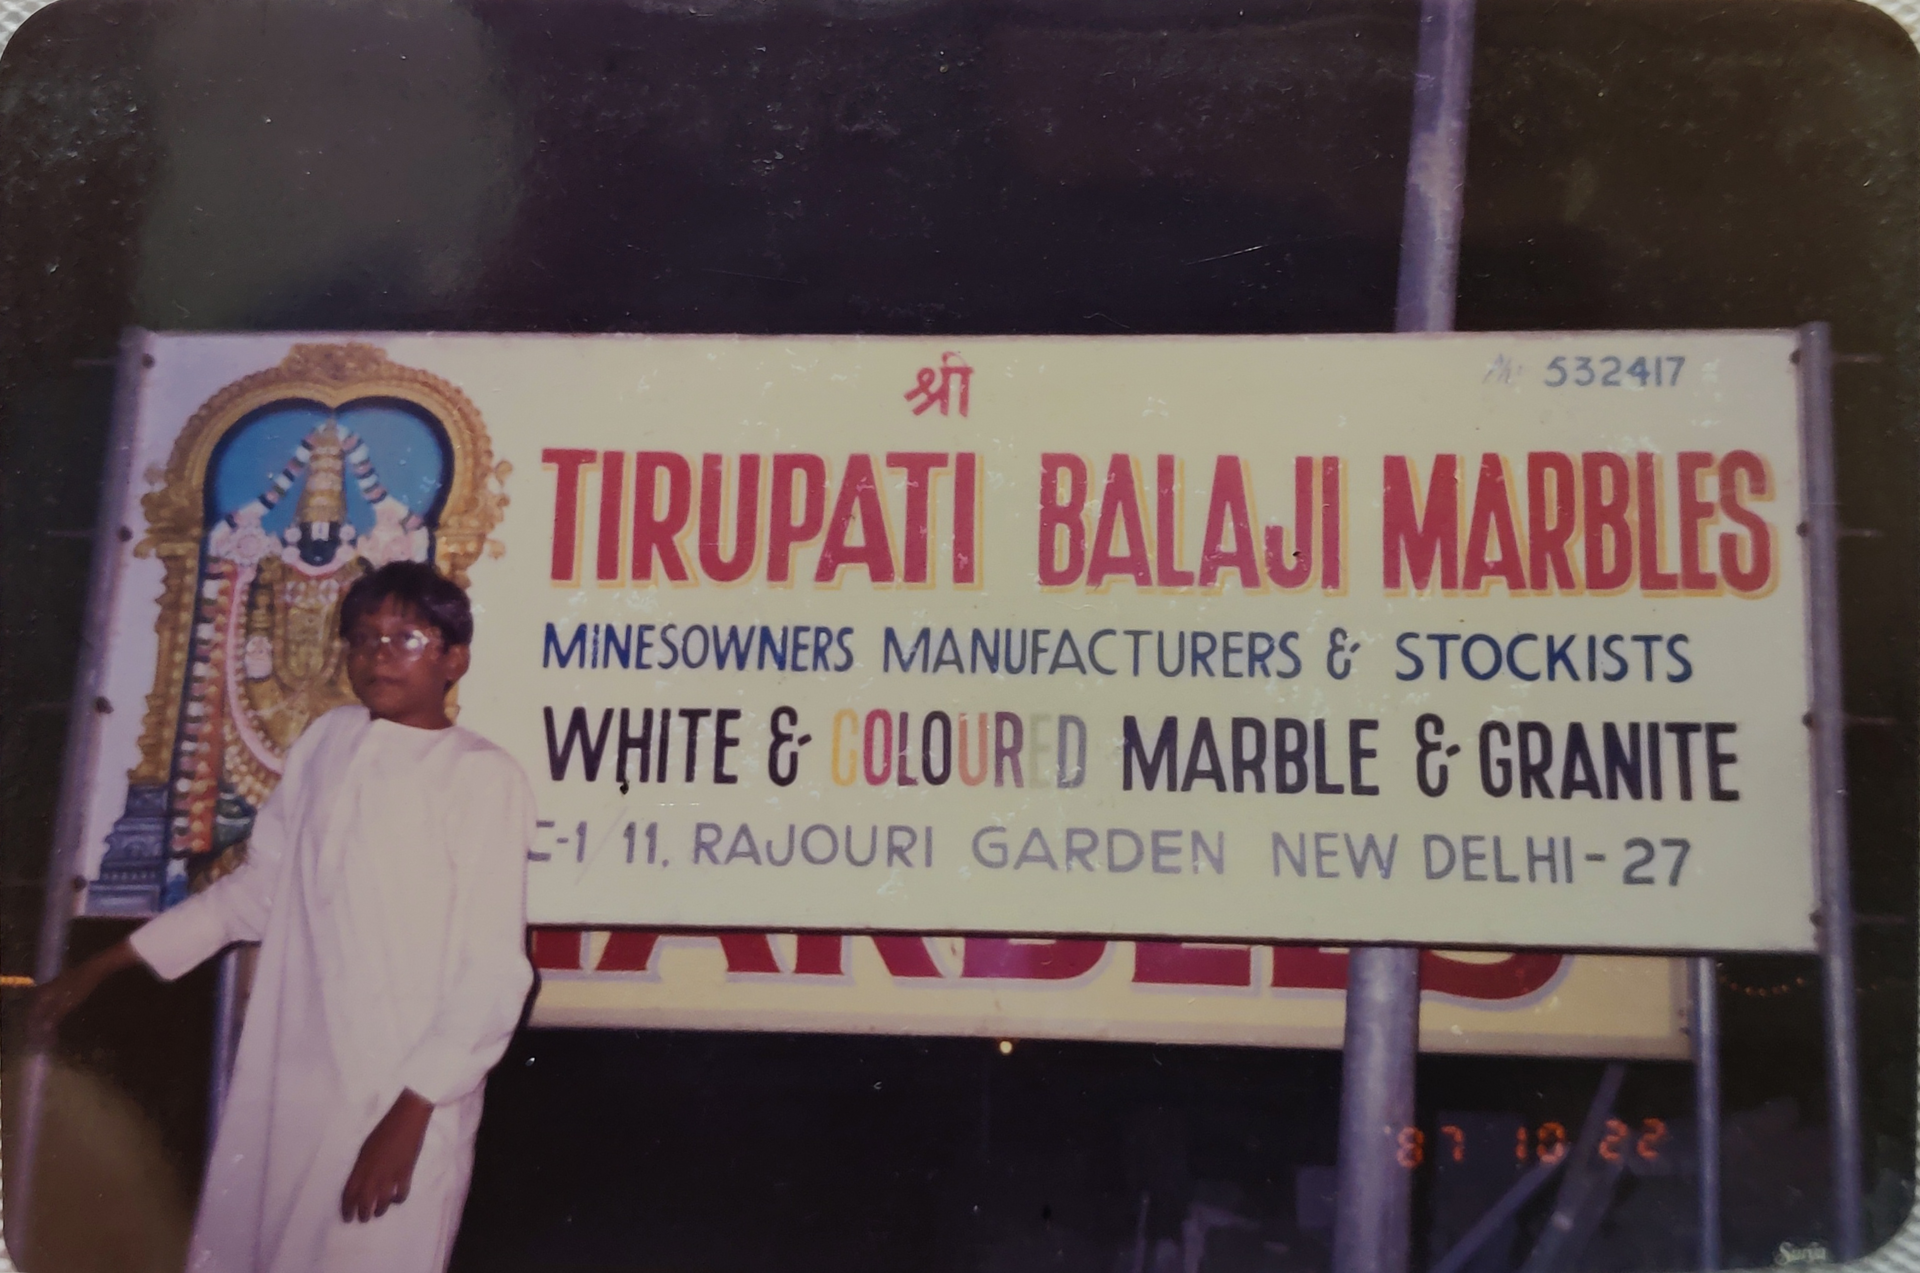 श्री
532417
TIRUPATI BALAJI MARBLES
MINESOWNERS MANUFACTURERS & STOCKISTS
WHITE & COLOURED MARBLE & GRANITE
C-1/11, RAJOURI GARDEN NEW DELHI-27
'87 10 22